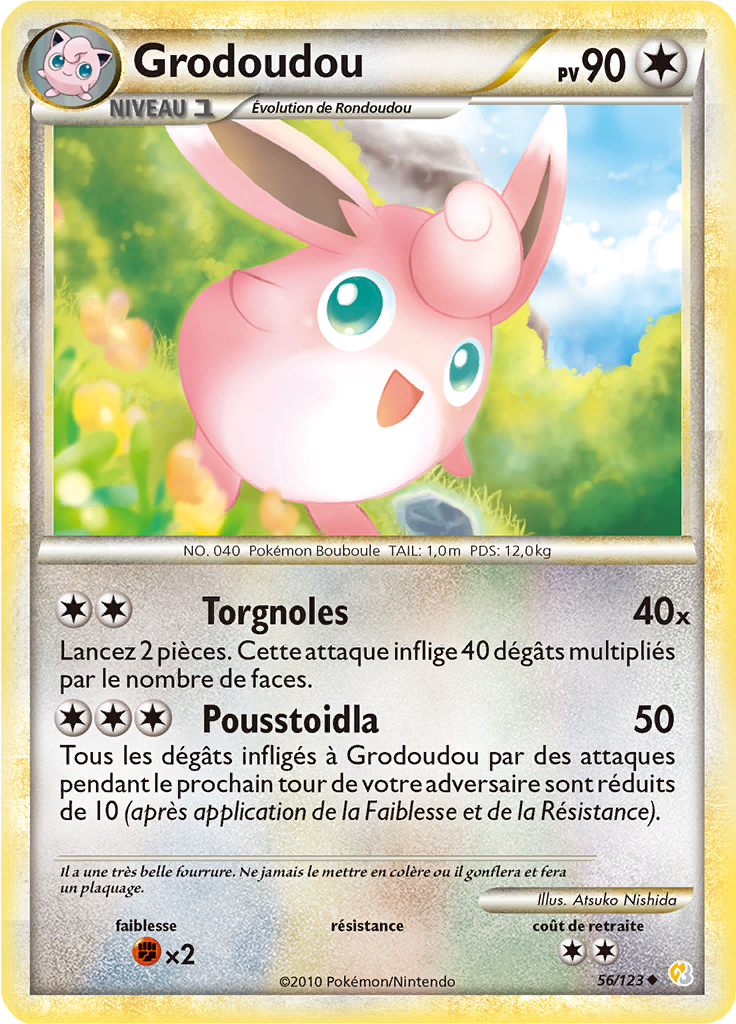 Grodoudou
PV 90
NIVEAU 1
Évolution de Rondoudou
NO. 040 Pokémon Bouboule TAIL: 1,0m PDS: 12,0kg
Torgnoles 40x
Lancez 2 pièces. Cette attaque inflige 40 dégâts multipliés
par le nombre de faces.
Pousstoidla 50
Tous les dégâts infligés à Grodoudou par des attaques
pendant le prochain tour de votre adversaire sont réduits
de 10 (après application de la Faiblesse et de la Résistance).
Il a une très belle fourrure. Ne jamais le mettre en colère ou il gonflera et fera
un plaquage.
Illus. Atsuko Nishida
faiblesse résistance coût de retraite
×2
©2010 Pokémon/Nintendo
56/123